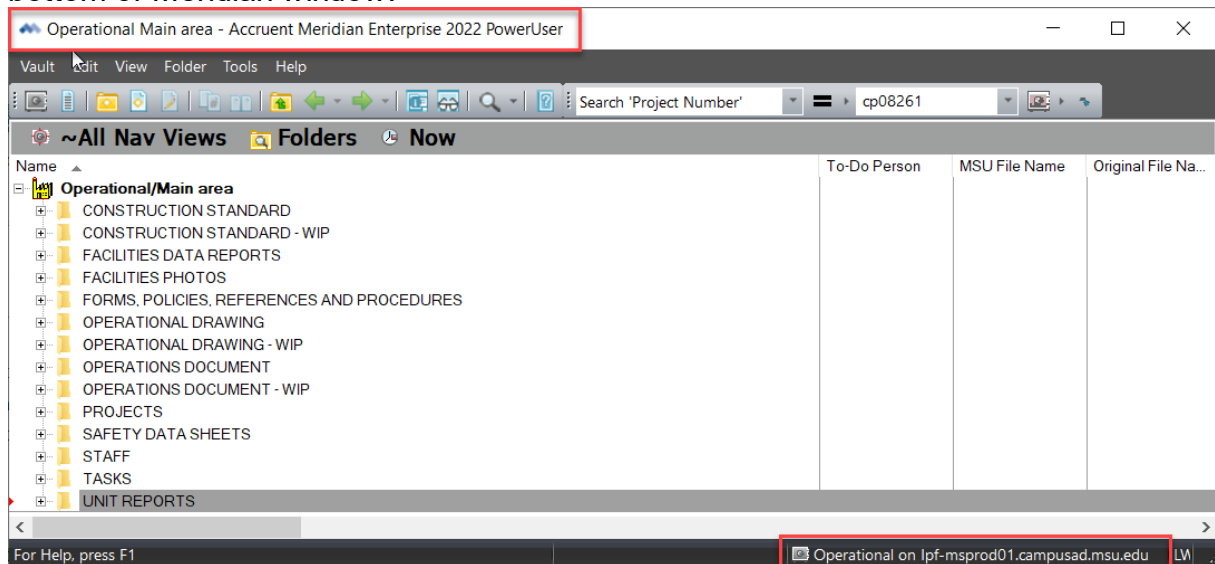 Operational Main area - Accruent Meridian Enterprise 2022 PowerUser
Vault Edit View Folder Tools Help
Search 'Project Number' cp08261
~All Nav Views Folders Now
Name To-Do Person MSU File Name Original File Na...
Operational/Main area
CONSTRUCTION STANDARD
CONSTRUCTION STANDARD - WIP
FACILITIES DATA REPORTS
FACILITIES PHOTOS
FORMS, POLICIES, REFERENCES AND PROCEDURES
OPERATIONAL DRAWING
OPERATIONAL DRAWING - WIP
OPERATIONS DOCUMENT
OPERATIONS DOCUMENT - WIP
PROJECTS
SAFETY DATA SHEETS
STAFF
TASKS
UNIT REPORTS
For Help, press F1 Operational on lpf-msprod01.campusad.msu.edu